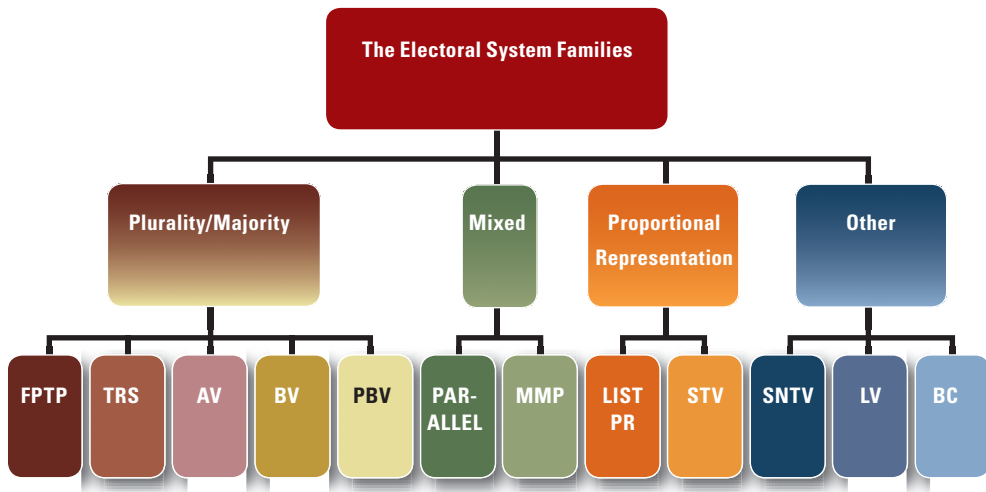 The Electoral System Families
Plurality/Majority
Mixed
Proportional
Representation
Other
FPTP
TRS
AV
BV
PBV
PAR-
ALLEL
MMP
LIST
PR
STV
SNTV
LV
BC